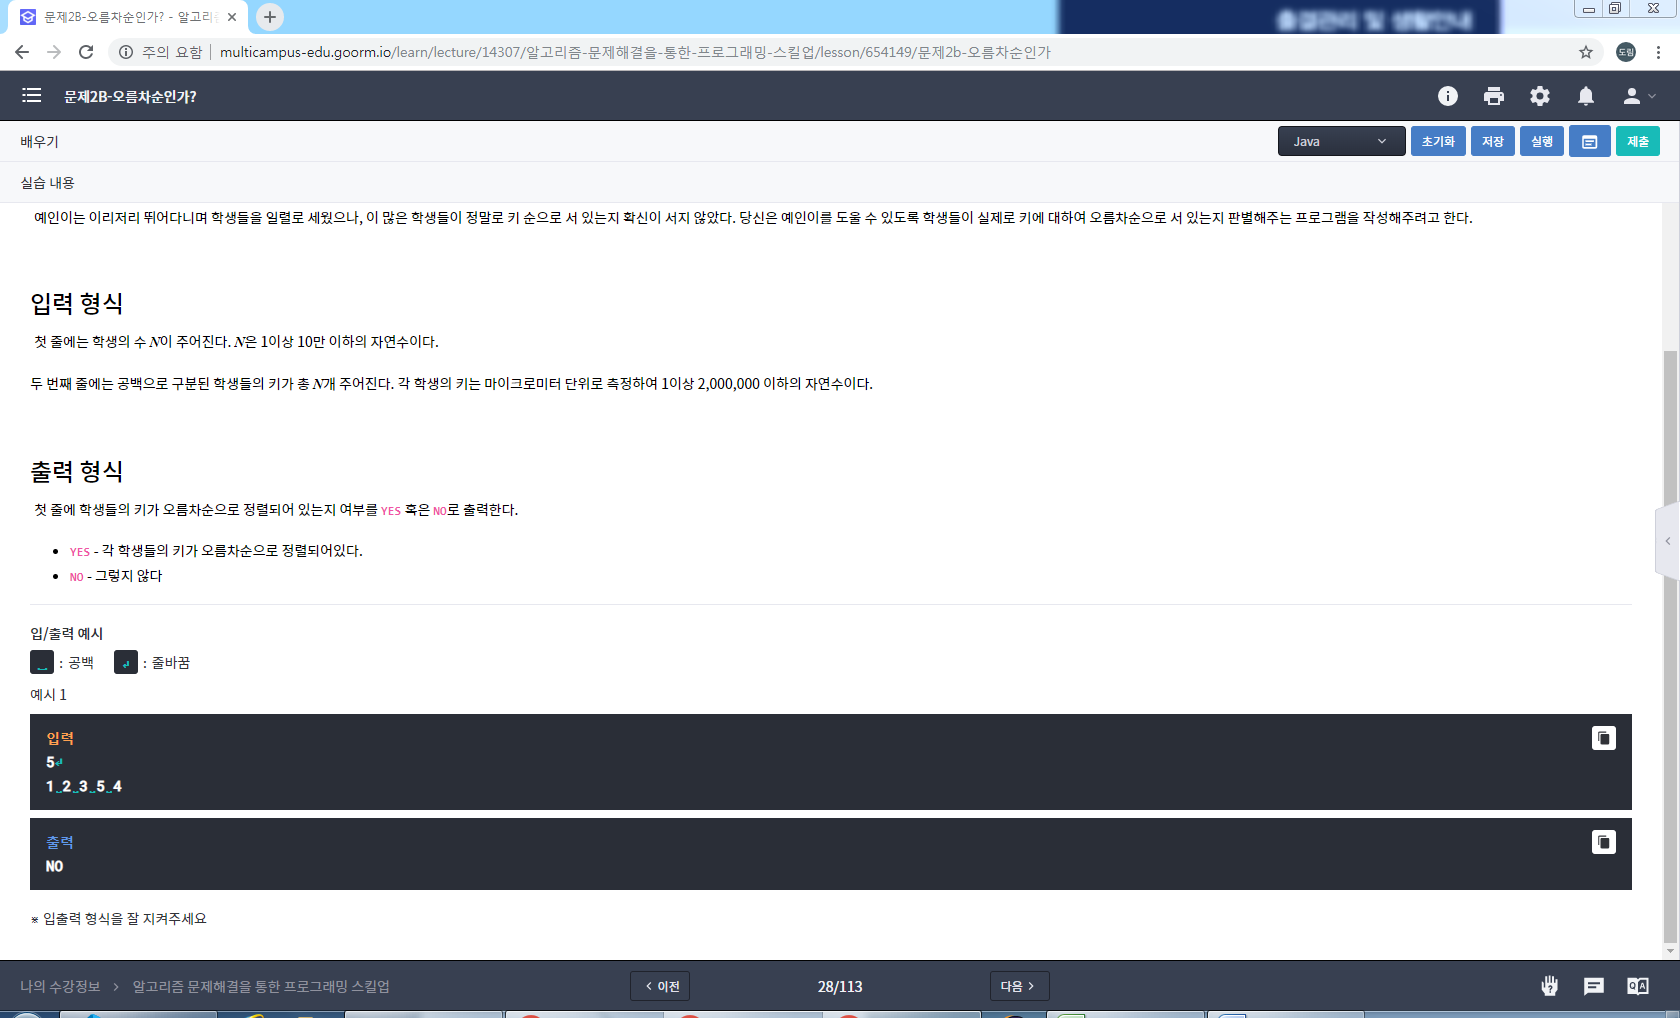 문제2B-오름차순인가? - 알고리
출결관리 및 생활안내
주의 요함
multicampus-edu.goorm.io/learn/lecture/14307/알고리즘-문제해결을-통한-프로그래밍-스킬업/lesson/654149/문제2b-오름차순인가
도림
문제2B-오름차순인가?
배우기
Java
초기화
저장
실행
제출
실습 내용
예인이는 이리저리 뛰어다니며 학생들을 일렬로 세웠으나, 이 많은 학생들이 정말로 키 순으로 서 있는지 확신이 서지 않았다. 당신은 예인이를 도울 수 있도록 학생들이 실제로 키에 대하여 오름차순으로 서 있는지 판별해주는 프로그램을 작성해주려고 한다.
입력 형식
첫 줄에는 학생의 수 N이 주어진다. N은 1이상 10만 이하의 자연수이다.
두 번째 줄에는 공백으로 구분된 학생들의 키가 총 N개 주어진다. 각 학생의 키는 마이크로미터 단위로 측정하여 1이상 2,000,000 이하의 자연수이다.
출력 형식
첫 줄에 학생들의 키가 오름차순으로 정렬되어 있는지 여부를 YES 혹은 NO로 출력한다.
• YES - 각 학생들의 키가 오름차순으로 정렬되어있다.
• NO - 그렇지 않다
입/출력 예시
␣ : 공백 ↲ : 줄바꿈
예시 1
입력
5↲
1␣2␣3␣5␣4
출력
NO
※ 입출력 형식을 잘 지켜주세요
나의 수강정보 > 알고리즘 문제해결을 통한 프로그래밍 스킬업
< 이전
28/113
다음 >
Q A